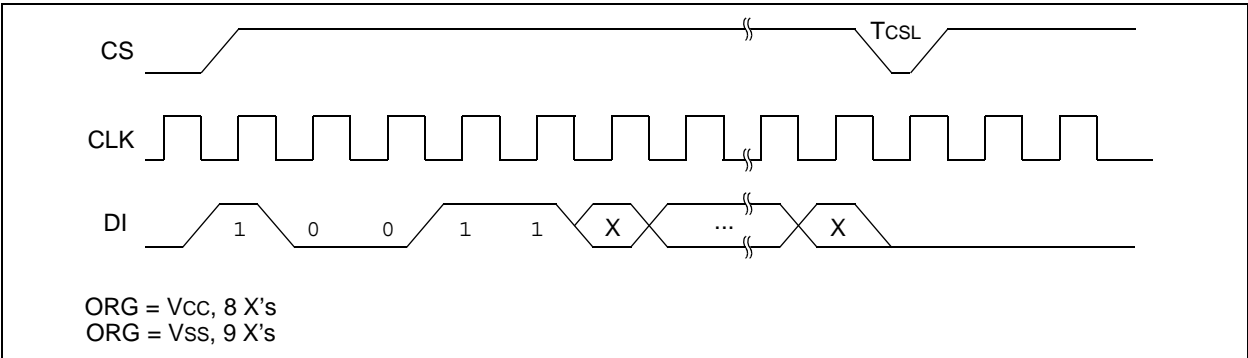 CS
TCSL
CLK
DI 1 0 0 1 1 X ... X
ORG = VCC, 8 X's
ORG = VSS, 9 X's